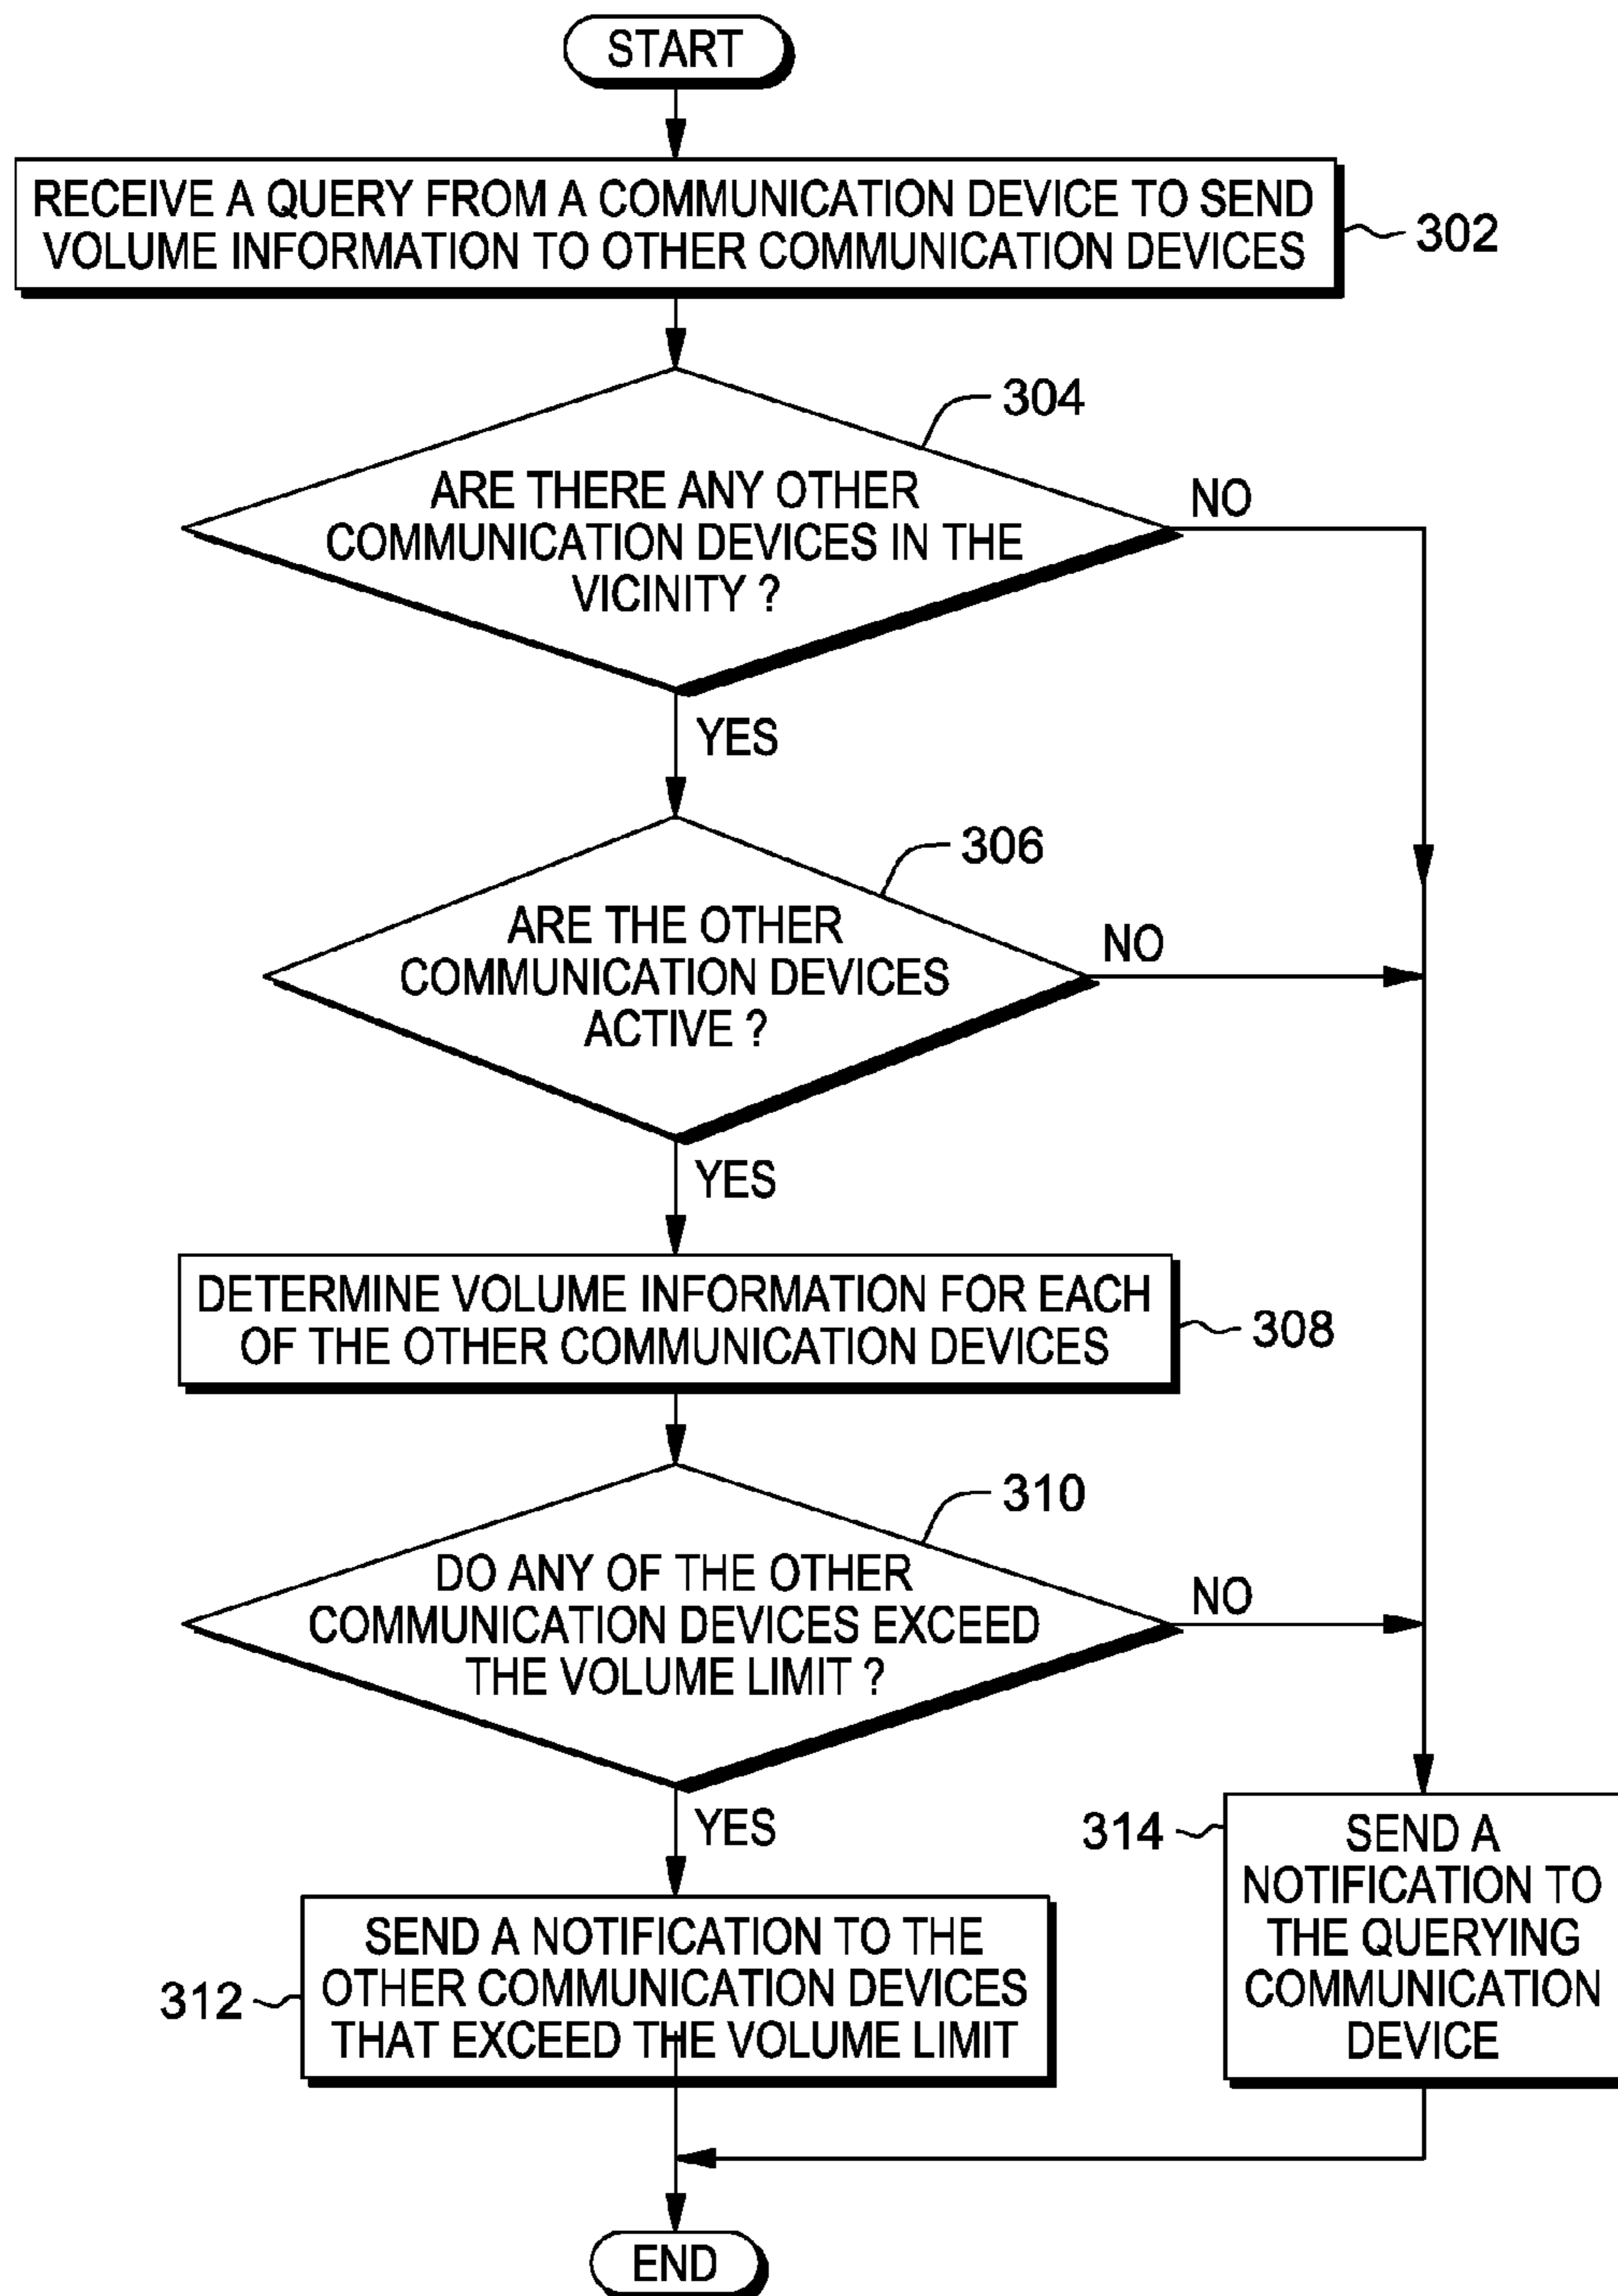 START
RECEIVE A QUERY FROM A COMMUNICATION DEVICE TO SEND
VOLUME INFORMATION TO OTHER COMMUNICATION DEVICES
302
304
ARE THERE ANY OTHER
COMMUNICATION DEVICES IN THE
VICINITY ?
NO
YES
306
ARE THE OTHER
COMMUNICATION DEVICES
ACTIVE ?
NO
YES
DETERMINE VOLUME INFORMATION FOR EACH
OF THE OTHER COMMUNICATION DEVICES
308
310
DO ANY OF THE OTHER
COMMUNICATION DEVICES EXCEED
THE VOLUME LIMIT ?
NO
YES
312
SEND A NOTIFICATION TO THE
OTHER COMMUNICATION DEVICES
THAT EXCEED THE VOLUME LIMIT
314
SEND A
NOTIFICATION TO
THE QUERYING
COMMUNICATION
DEVICE
END